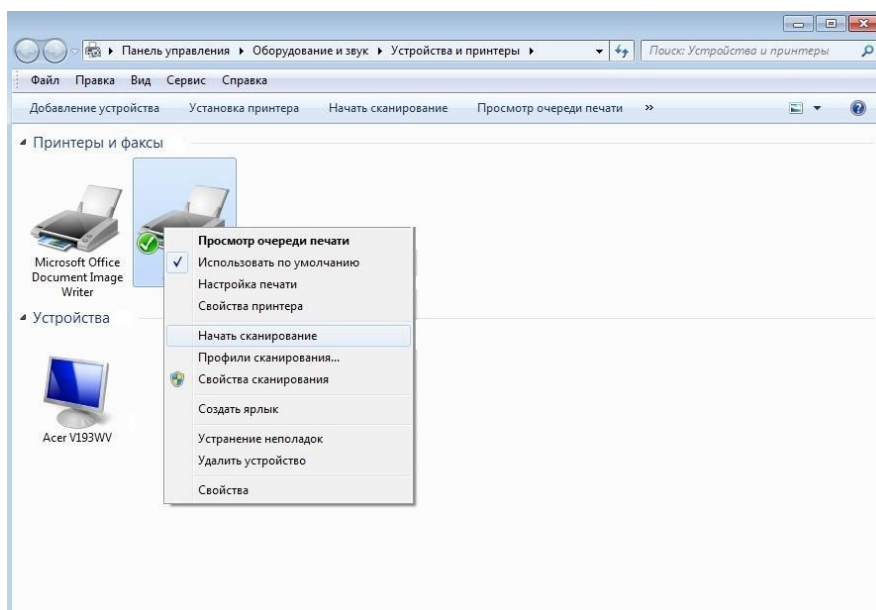 Панель управления ▸ Оборудование и звук ▸ Устройства и принтеры ▸
Поиск: Устройства и принтеры
Файл Правка Вид Сервис Справка
Добавление устройства Установка принтера Начать сканирование Просмотр очереди печати »
Принтеры и факсы
Microsoft Office
Document Image
Writer
Просмотр очереди печати
Использовать по умолчанию
Настройка печати
Свойства принтера
Устройства
Начать сканирование
Профили сканирования...
Свойства сканирования
Создать ярлык
Acer V193WV
Устранение неполадок
Удалить устройство
Свойства